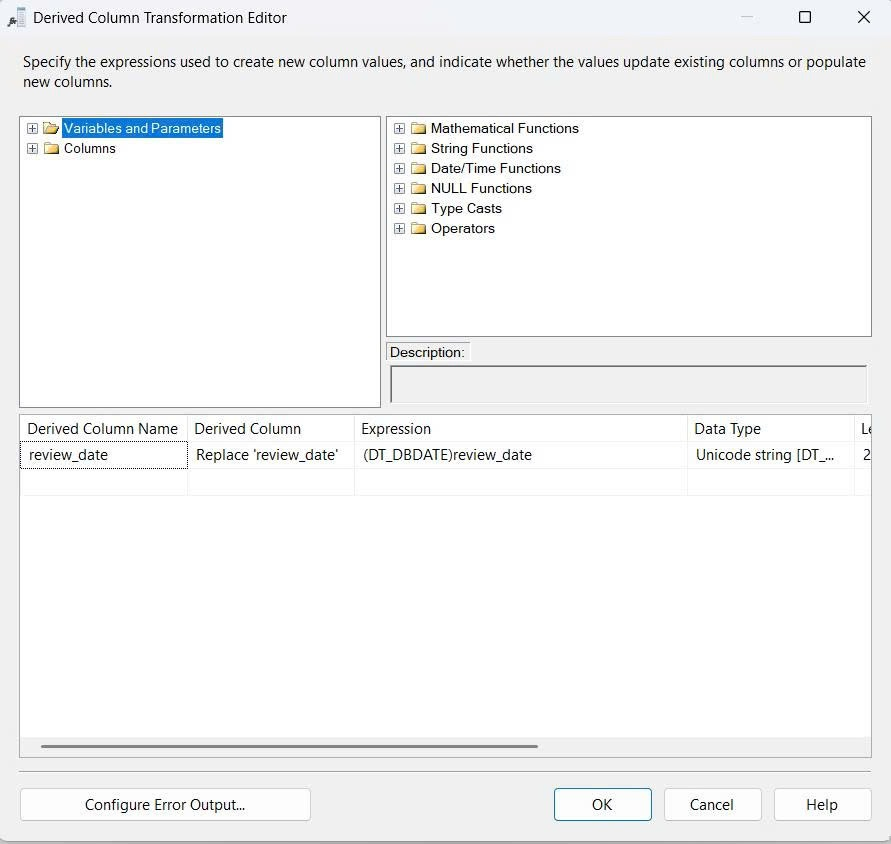 Derived Column Transformation Editor
Specify the expressions used to create new column values, and indicate whether the values update existing columns or populate
new columns.
Variables and Parameters
Columns
Mathematical Functions
String Functions
Date/Time Functions
NULL Functions
Type Casts
Operators
Description:
Derived Column Name Derived Column Expression Data Type Le
review_date Replace 'review_date' (DT_DBDATE)review_date Unicode string [DT_... 2
Configure Error Output... OK Cancel Help